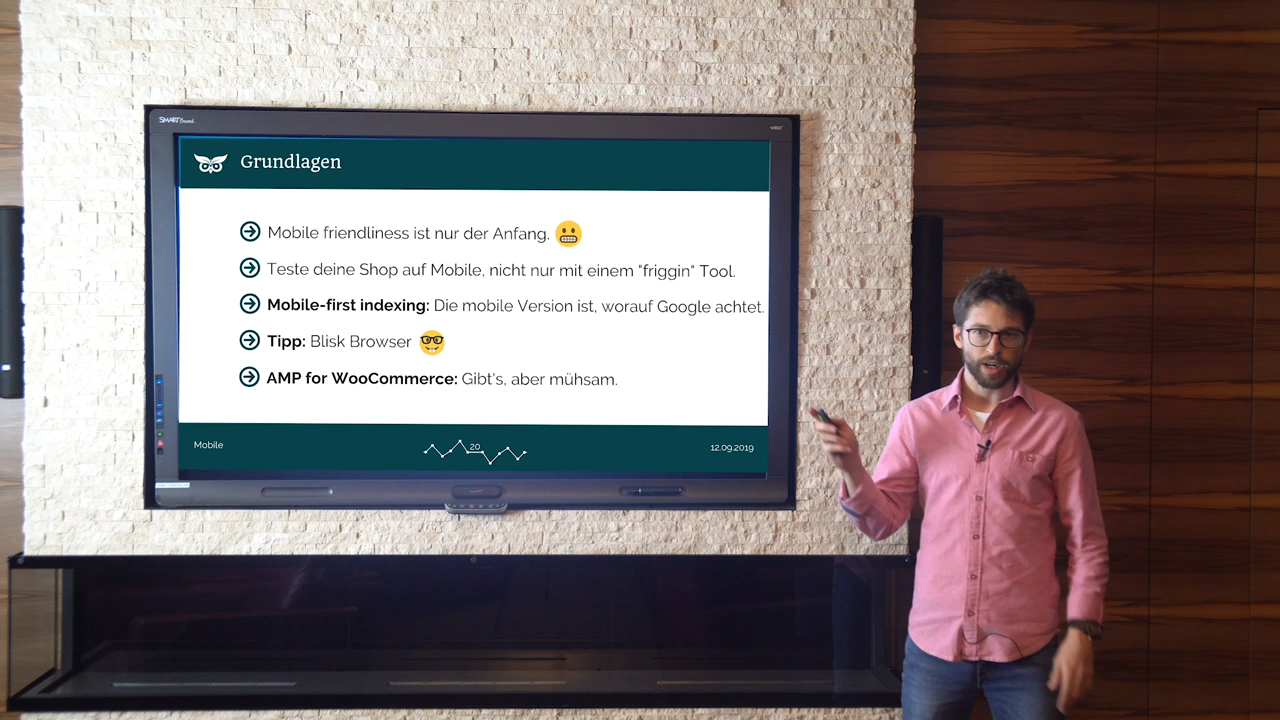 SMART Board
Grundlagen
Mobile friendliness ist nur der Anfang. 😬
Teste deine Shop auf Mobile, nicht nur mit einem "friggin" Tool.
Mobile-first indexing: Die mobile Version ist, worauf Google achtet.
Tipp: Blisk Browser 🤓
AMP for WooCommerce: Gibt's, aber mühsam.
Mobile
20
12.09.2019